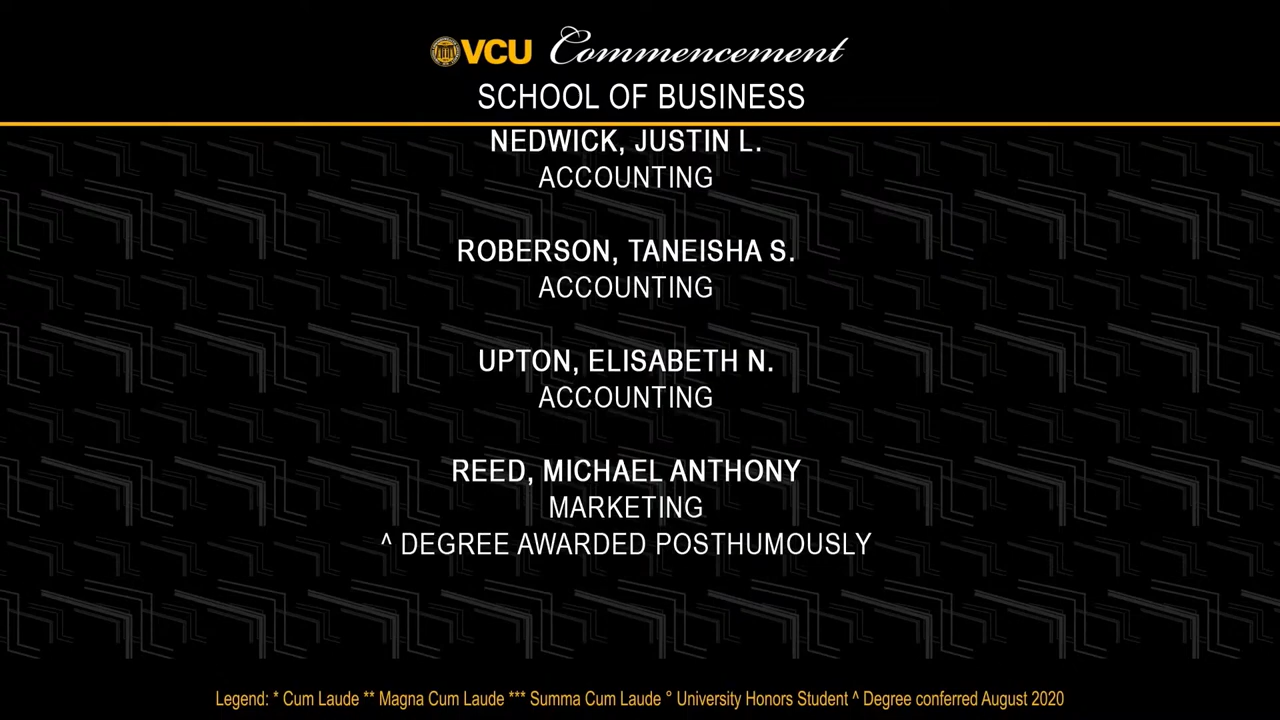 VCU Commencement
SCHOOL OF BUSINESS
NEDWICK, JUSTIN L.
ACCOUNTING
ROBERSON, TANEISHA S.
ACCOUNTING
UPTON, ELISABETH N.
ACCOUNTING
REED, MICHAEL ANTHONY
MARKETING
^ DEGREE AWARDED POSTHUMOUSLY
Legend: * Cum Laude ** Magna Cum Laude *** Summa Cum Laude ° University Honors Student ^ Degree conferred August 2020